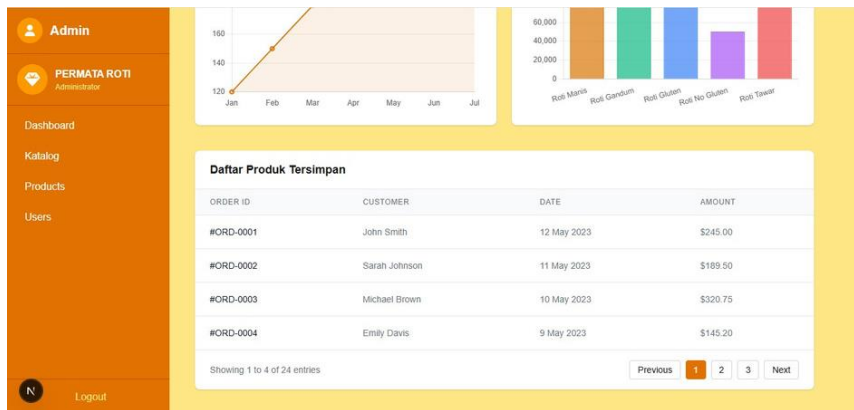 Admin
PERMATA ROTI
Administrator
Dashboard
Katalog
Products
Users
N
Logout
160
140
120
Jan Feb Mar Apr May Jun Jul
60,000
40,000
20,000
0
Roti Manis Roti Gandum Roti Gluten Roti No Gluten Roti Tawar
Daftar Produk Tersimpan
ORDER ID CUSTOMER DATE AMOUNT
#ORD-0001 John Smith 12 May 2023 $245.00
#ORD-0002 Sarah Johnson 11 May 2023 $189.50
#ORD-0003 Michael Brown 10 May 2023 $320.75
#ORD-0004 Emily Davis 9 May 2023 $145.20
Showing 1 to 4 of 24 entries Previous 1 2 3 Next